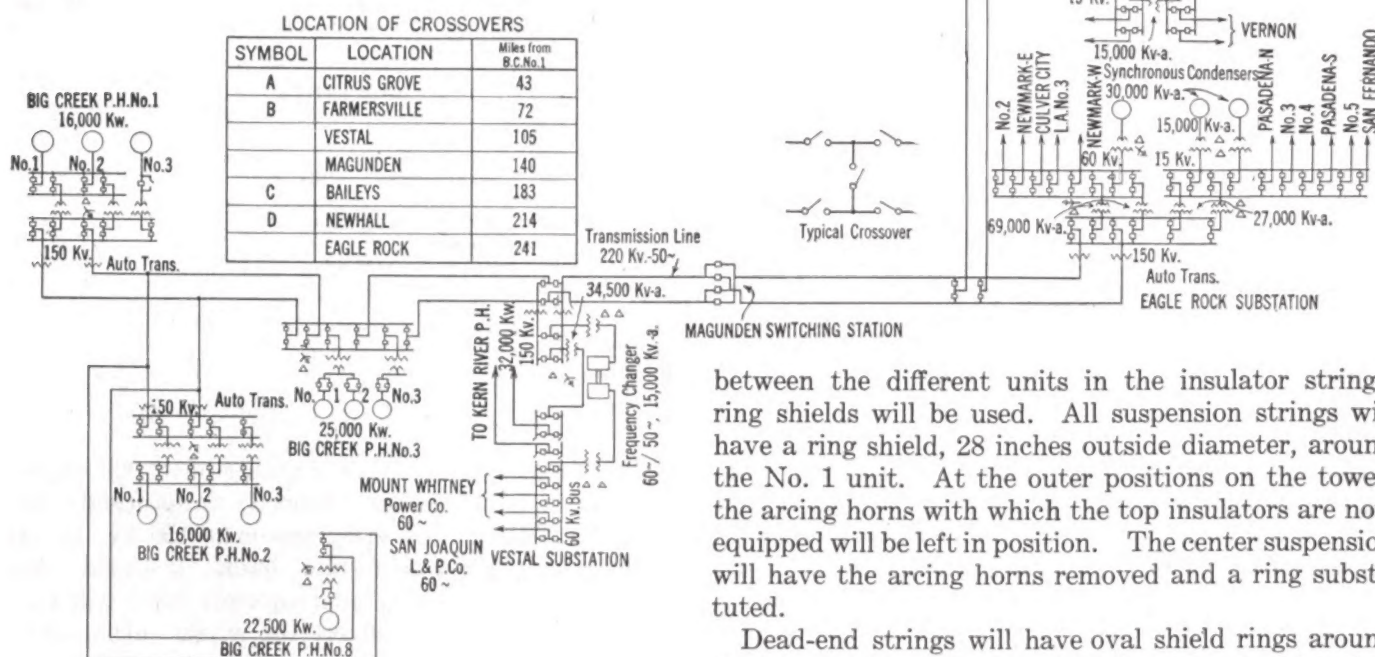 LOCATION OF CROSSOVERS
SYMBOL LOCATION Miles from B.C.No.1
A CITRUS GROVE 43
B FARMERSVILLE 72
VESTAL 105
MAGUNDEN 140
C BAILEYS 183
D NEWHALL 214
EAGLE ROCK 241
BIG CREEK P.H.No.1
16,000 Kw.
No.1 No. 2 No.3
150 Kv. Auto Trans.
150 Kv. Auto Trans.
No.1 No. 2 No.3
16,000 Kw.
BIG CREEK P.H.No.2
22,500 Kw.
BIG CREEK P.H.No.8
No. 1 2 No.3
25,000 Kw.
BIG CREEK P.H.No.3
TO KERN RIVER P.H.
32,000 Kw.
150 Kv.
34,500 Kv-a.
Frequency Changer
60~/ 50~, 15,000 Kv.-a.
MOUNT WHITNEY
Power Co.
60 ~
SAN JOAQUIN
L.& P.Co.
60 ~
60 Kv.Bus
VESTAL SUBSTATION
Transmission Line
220 Kv.-50~
MAGUNDEN SWITCHING STATION
Typical Crossover
VERNON
15,000 Kv-a.
Synchronous Condensers
30,000 Kv-a.
15,000 Kv-a.
No.2
NEWMARK-E
CULVER CITY
L.A.No.3
NEWMARK-W
PASADENA-N
No.3
No.4
PASADENA-S
No.5
SAN FERNANDO
60 Kv. 15 Kv.
69,000 Kv-a. 27,000 Kv-a.
150 Kv.
Auto Trans.
EAGLE ROCK SUBSTATION
between the different units in the insulator string
ring shields will be used. All suspension strings wi
have a ring shield, 28 inches outside diameter, aroun
the No. 1 unit. At the outer positions on the towe
the arcing horns with which the top insulators are no
equipped will be left in position. The center suspensio
will have the arcing horns removed and a ring subst
tuted.
Dead-end strings will have oval shield rings aroun